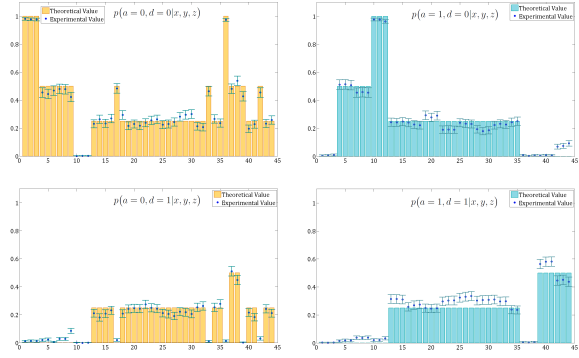 p(a = 0, d = 0|x, y, z)
Theoretical Value
Experimental Value
1
0.8
0.6
0.4
0.2
0
0 5 10 15 20 25 30 35 40 45
p(a = 1, d = 0|x, y, z)
Theoretical Value
Experimental Value
1
0.8
0.6
0.4
0.2
0
0 5 10 15 20 25 30 35 40 45
p(a = 0, d = 1|x, y, z)
Theoretical Value
Experimental Value
1
0.8
0.6
0.4
0.2
0
0 5 10 15 20 25 30 35 40 45
p(a = 1, d = 1|x, y, z)
Theoretical Value
Experimental Value
1
0.8
0.6
0.4
0.2
0
0 5 10 15 20 25 30 35 40 45